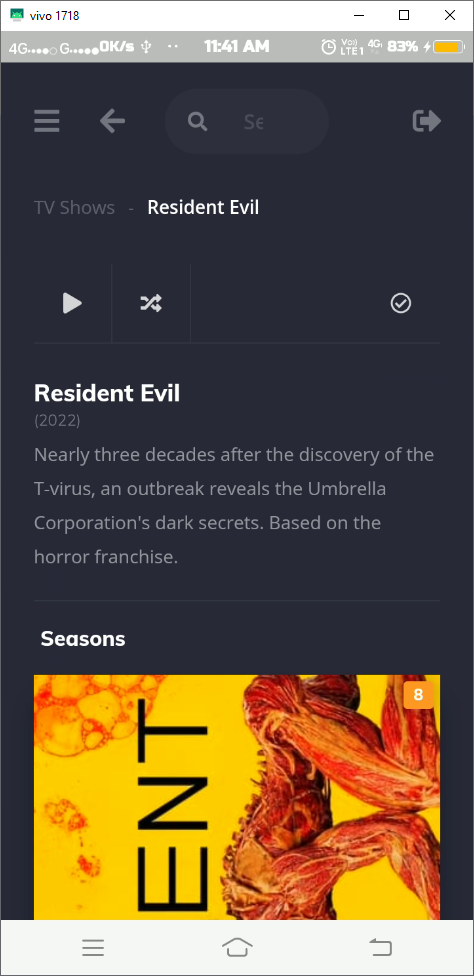 vivo 1718
4G G 0K/s 11:41 AM Vo)) LTE1 4G 83%
Se
TV Shows - Resident Evil
Resident Evil
(2022)
Nearly three decades after the discovery of the
T-virus, an outbreak reveals the Umbrella
Corporation's dark secrets. Based on the
horror franchise.
Seasons
8
ENT